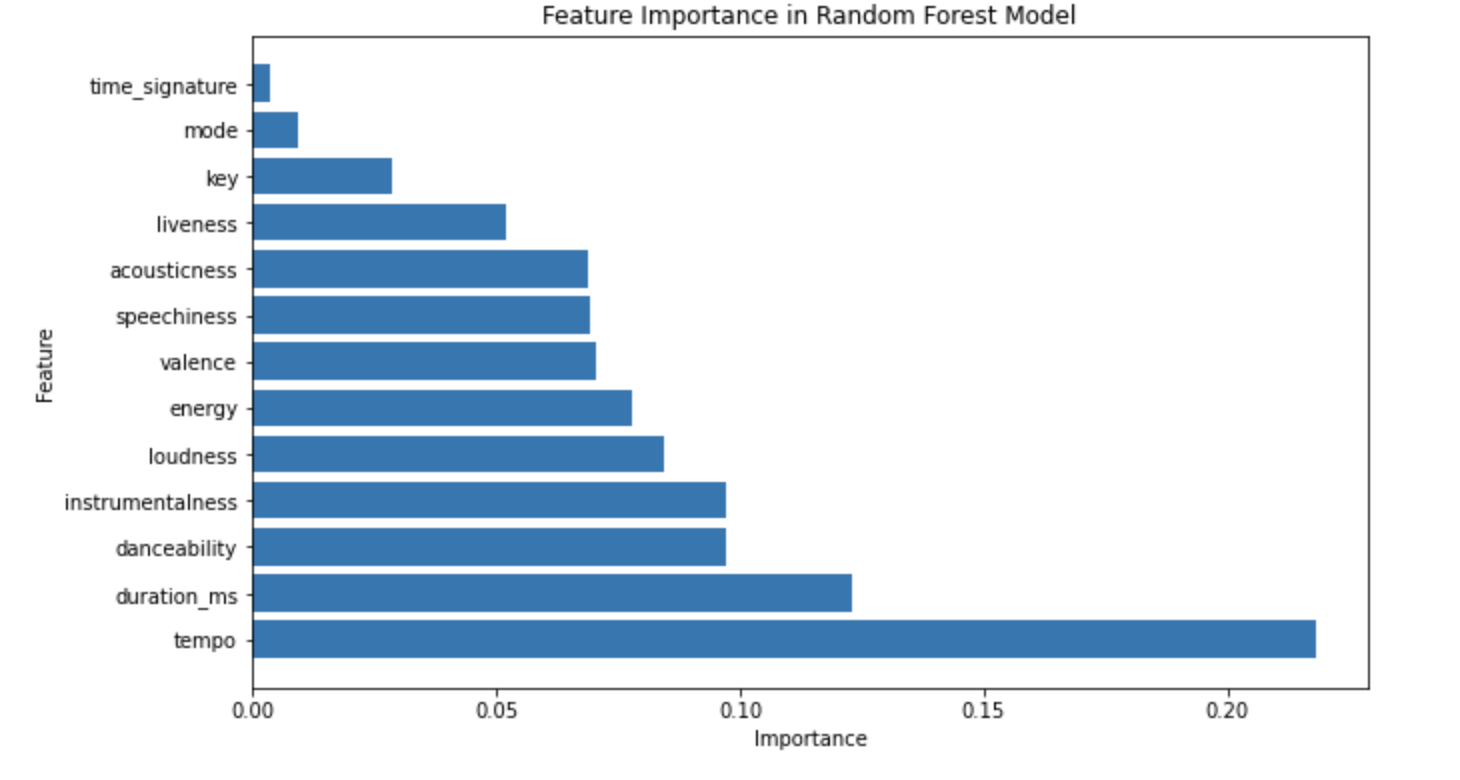 Feature Importance in Random Forest Model
time_signature
mode
key
liveness
acousticness
speechiness
valence
energy
loudness
instrumentalness
danceability
duration_ms
tempo
Feature
0.00 0.05 0.10 0.15 0.20
Importance